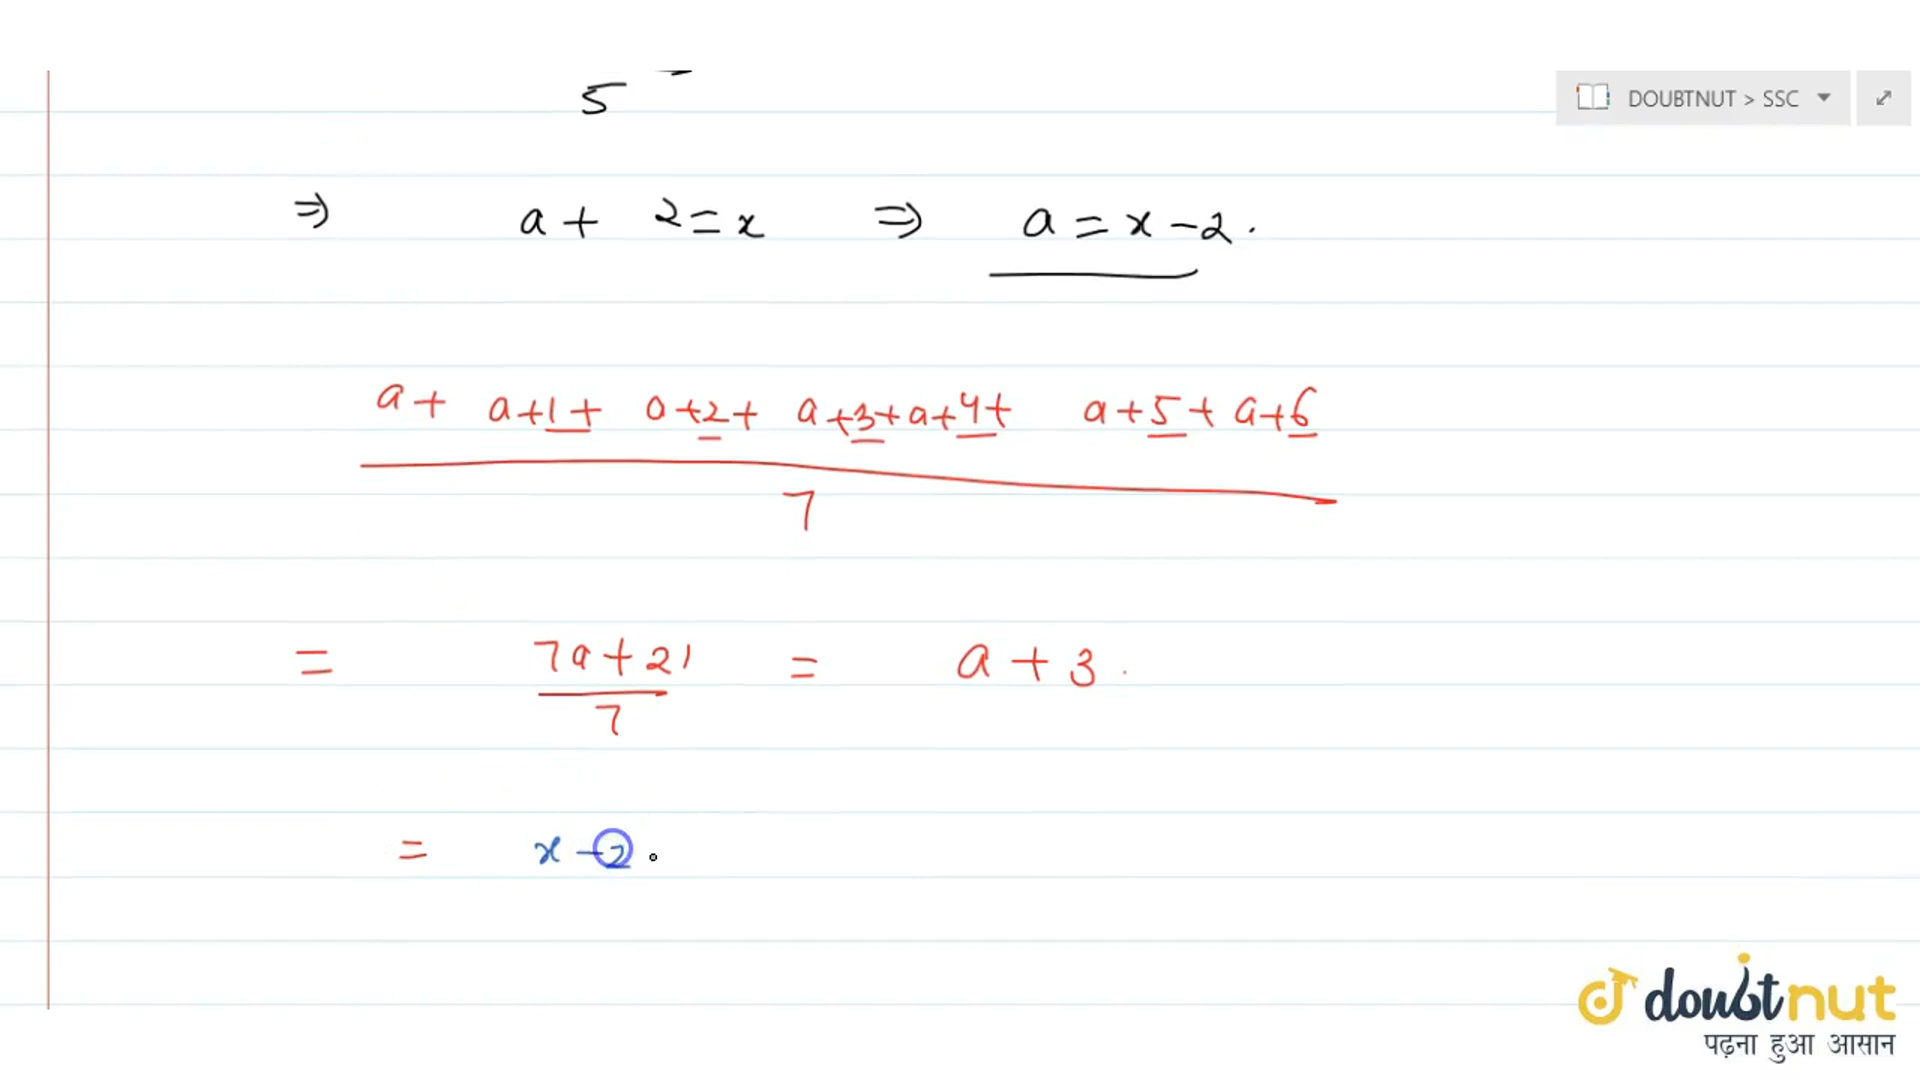 5
DOUBTNUT > SSC
⇒ a + 2 = x ⇒ a = x - 2 .
a + a + 1 + a + 2 + a + 3 + a + 4 + a + 5 + a + 6
7
= 7a + 21 = a + 3 .
7
= x - 2 .
doubtnut
पढ़ना हुआ आसान